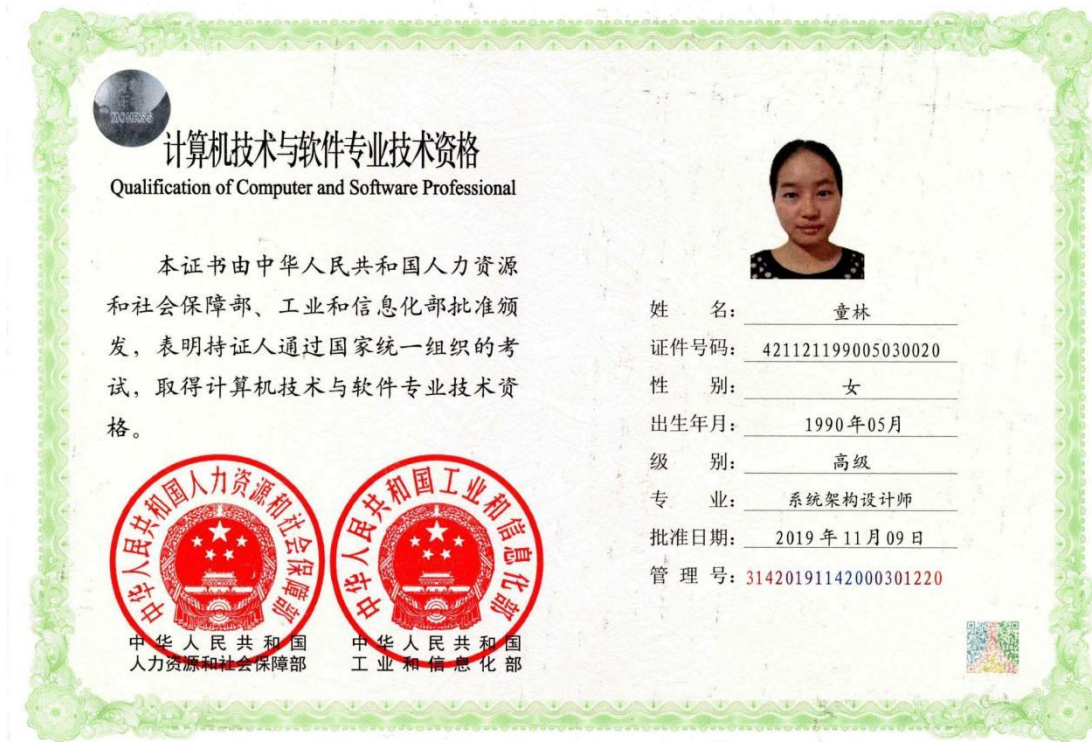 MOHRSS
计算机技术与软件专业技术资格
Qualification of Computer and Software Professional
本证书由中华人民共和国人力资源
和社会保障部、工业和信息化部批准颁
发，表明持证人通过国家统一组织的考
试，取得计算机技术与软件专业技术资
格。
中华人民共和国人力资源和社会保障部
中华人民共和国工业和信息化部
中华人民共和国
人力资源和社会保障部
中华人民共和国
工业和信息化部
姓 名：童林
证件号码：421121199005030020
性 别：女
出生年月：1990年05月
级 别：高级
专 业：系统架构设计师
批准日期：2019年11月09日
管 理 号：31420191142000301220